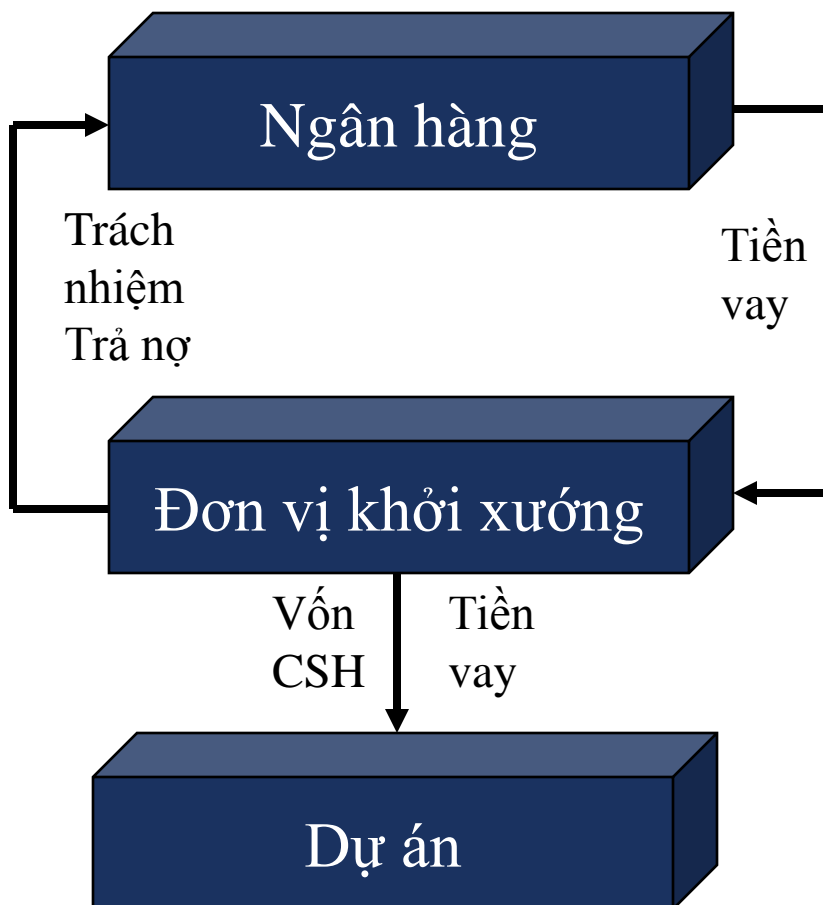 Ngân hàng
Trách
nhiệm
Trả nợ
Tiền
vay
Đơn vị khởi xướng
Vốn
CSH
Tiền
vay
Dự án